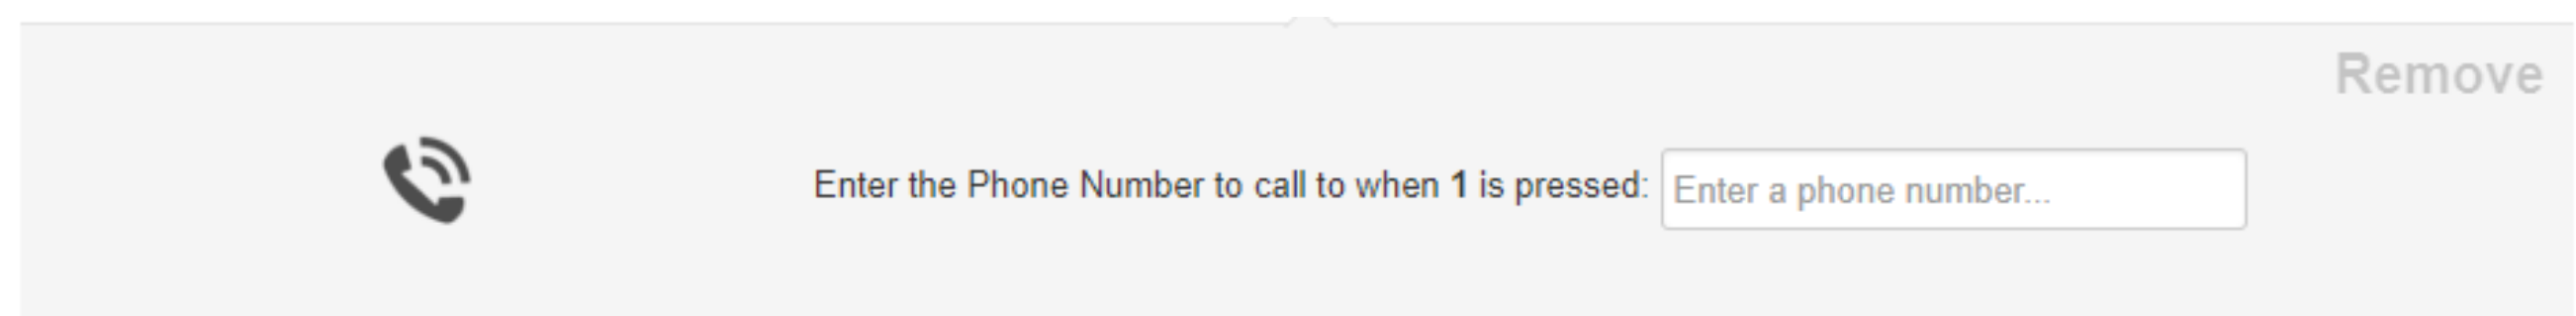 Remove
Enter the Phone Number to call to when 1 is pressed: Enter a phone number...